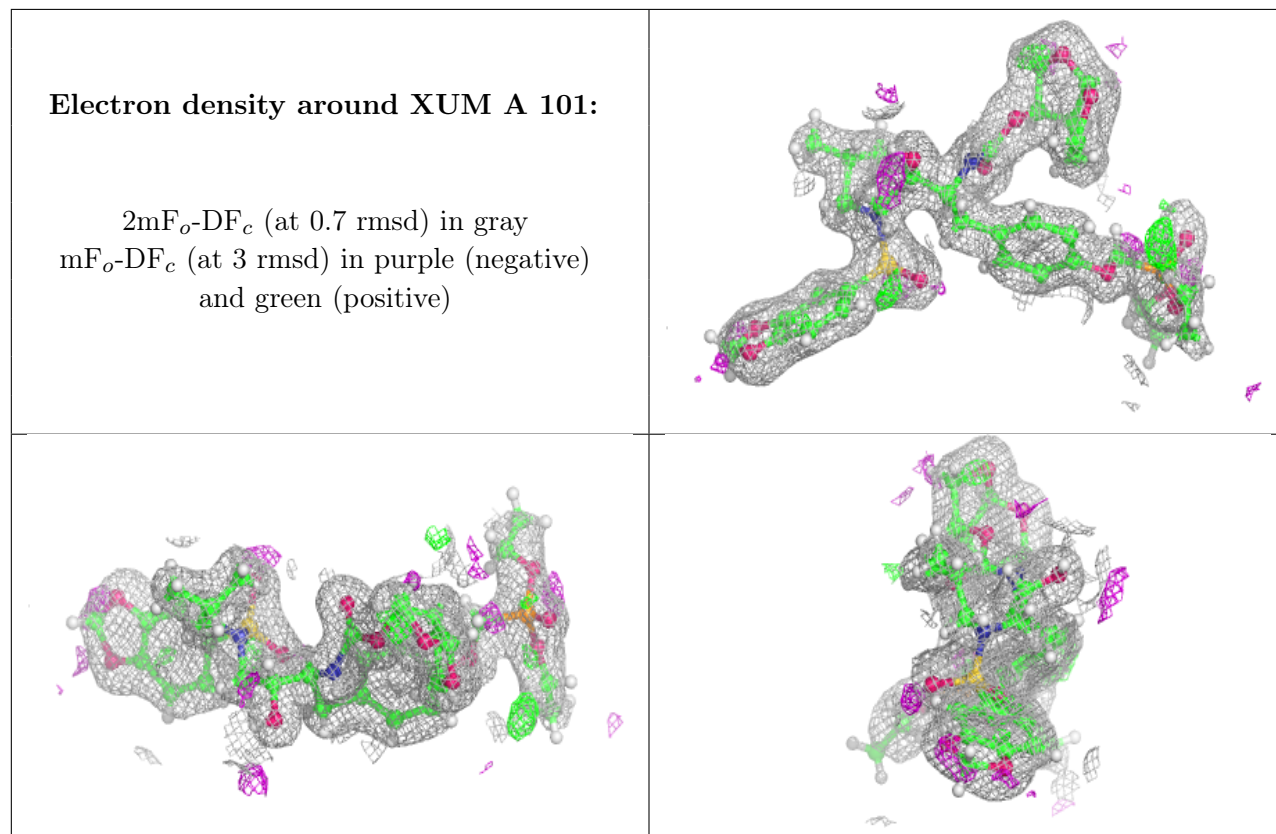 Electron density around XUM A 101:
2mFo-DFc (at 0.7 rmsd) in gray
mFo-DFc (at 3 rmsd) in purple (negative)
and green (positive)